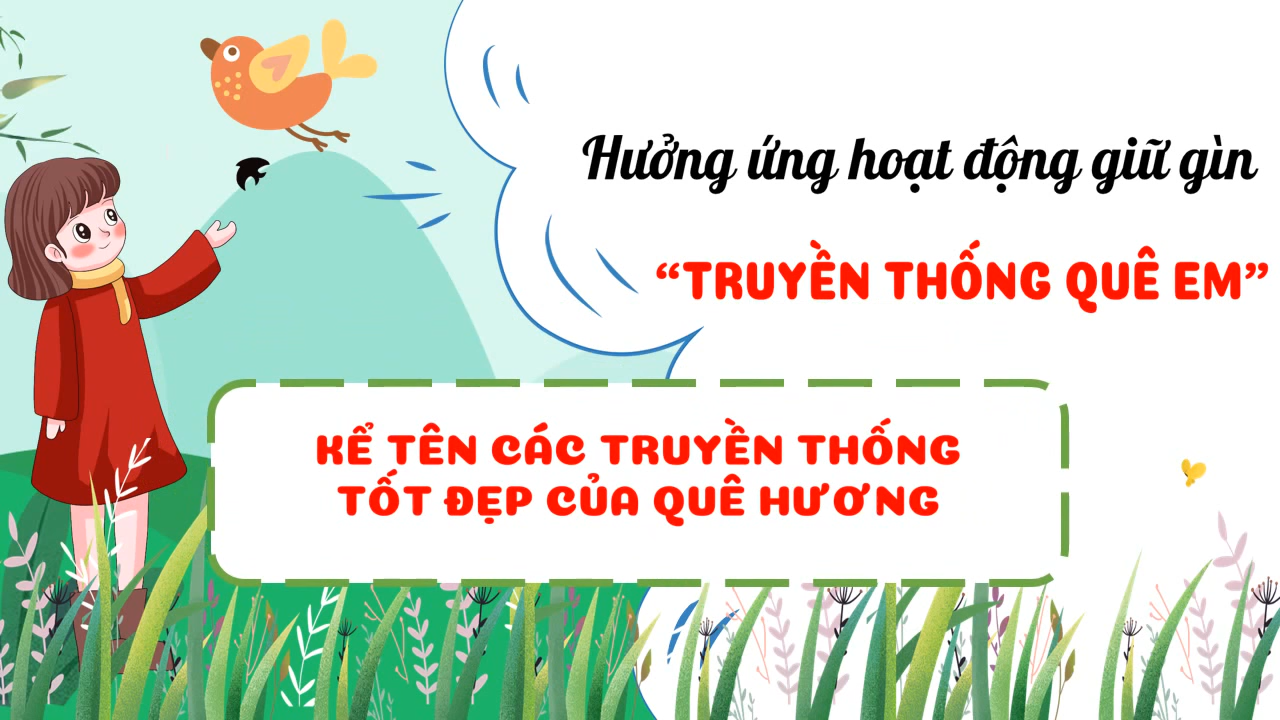 Hưởng ứng hoạt động giữ gìn
“TRUYỀN THỐNG QUÊ EM”
KỂ TÊN CÁC TRUYỀN THỐNG
TỐT ĐẸP CỦA QUÊ HƯƠNG